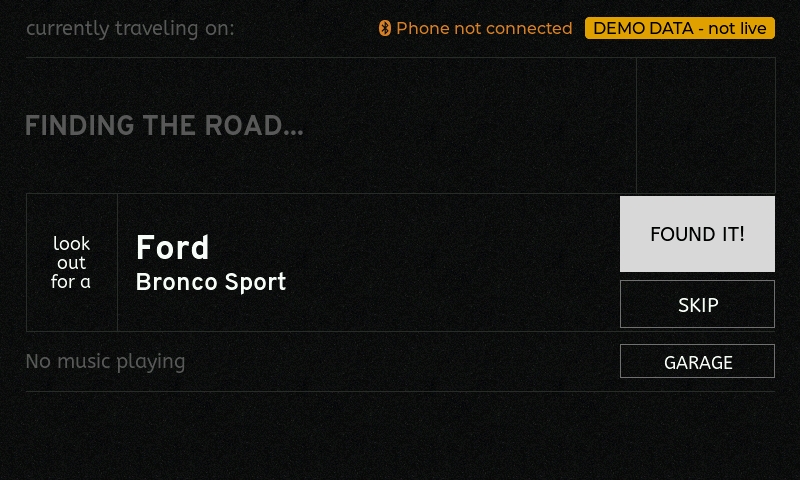 currently traveling on:
Phone not connected
DEMO DATA - not live
FINDING THE ROAD...
look
out
for a
Ford
Bronco Sport
FOUND IT!
SKIP
No music playing
GARAGE